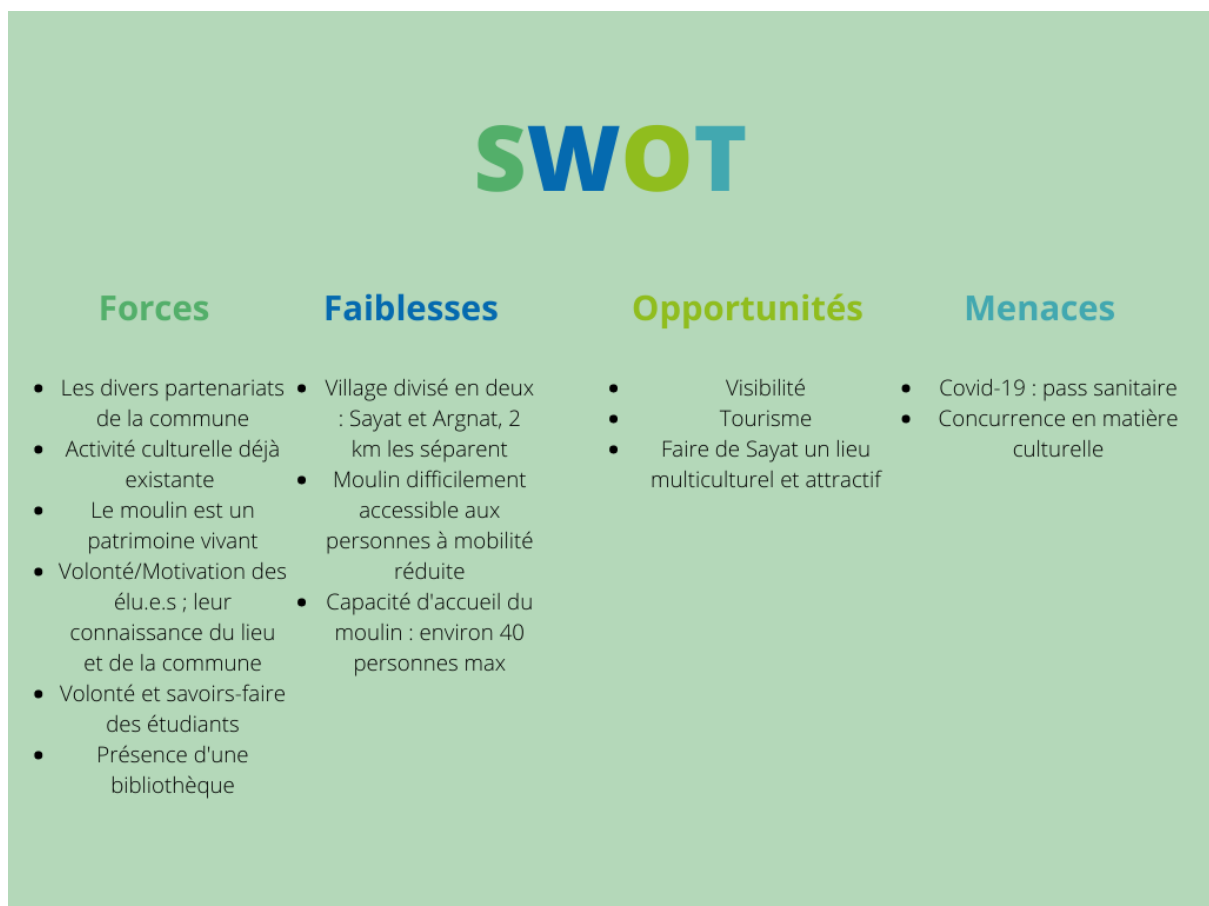 SWOT
Forces
Les divers partenariats
de la commune
Activité culturelle déjà
existante
Le moulin est un
patrimoine vivant
Volonté/Motivation des
élu.e.s ; leur
connaissance du lieu
et de la commune
Volonté et savoirs-faire
des étudiants
Présence d'une
bibliothèque
Faiblesses
Village divisé en deux
: Sayat et Argnat, 2
km les séparent
Moulin difficilement
accessible aux
personnes à mobilité
réduite
Capacité d'accueil du
moulin : environ 40
personnes max
Opportunités
Visibilité
Tourisme
Faire de Sayat un lieu
multiculturel et attractif
Menaces
Covid-19 : pass sanitaire
Concurrence en matière
culturelle